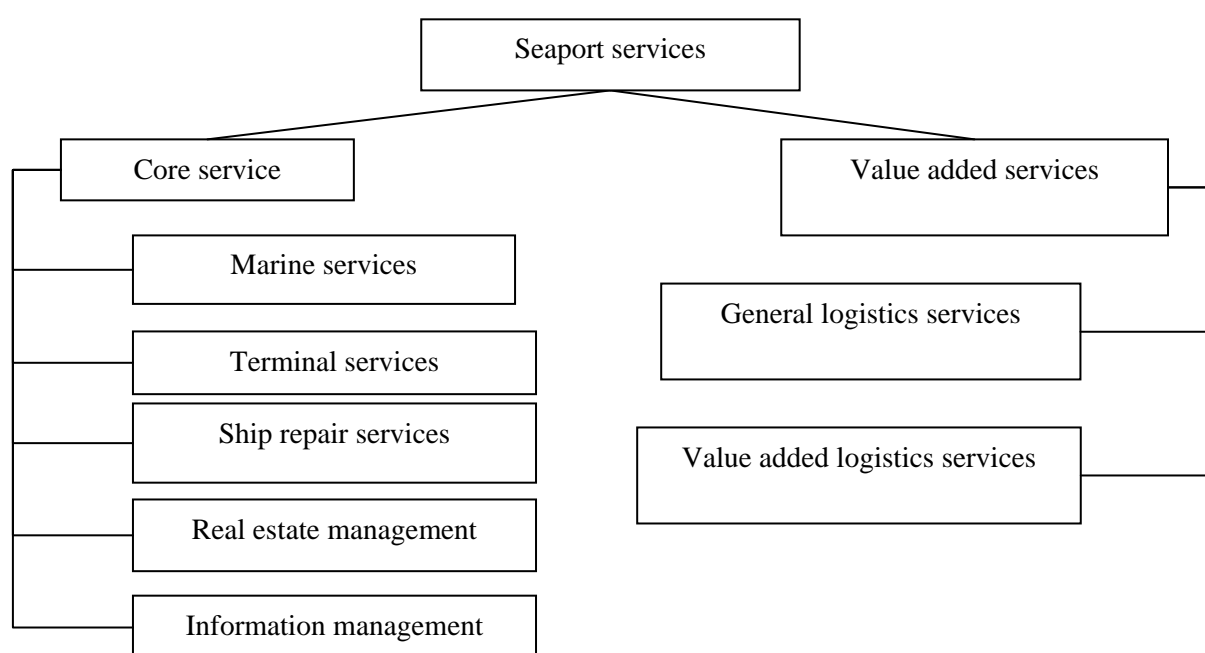 Seaport services
Core service
Value added services
Marine services
General logistics services
Terminal services
Ship repair services
Value added logistics services
Real estate management
Information management